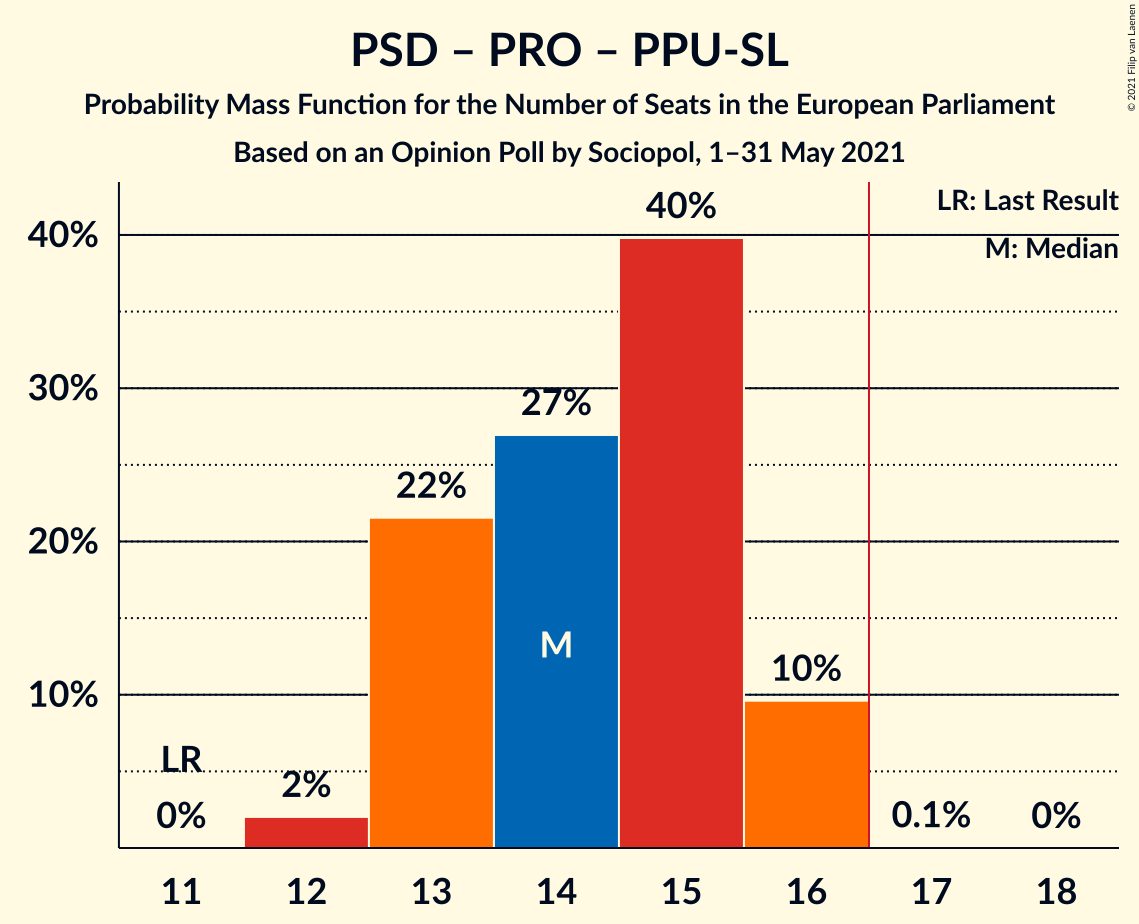 PSD – PRO – PPU-SL
Probability Mass Function for the Number of Seats in the European Parliament
Based on an Opinion Poll by Sociopol, 1–31 May 2021
© 2021 Filip van Laenen
LR: Last Result
M: Median
40%
30%
20%
10%
LR
0%
2%
22%
27%
M
40%
10%
0.1%
0%
11 12 13 14 15 16 17 18